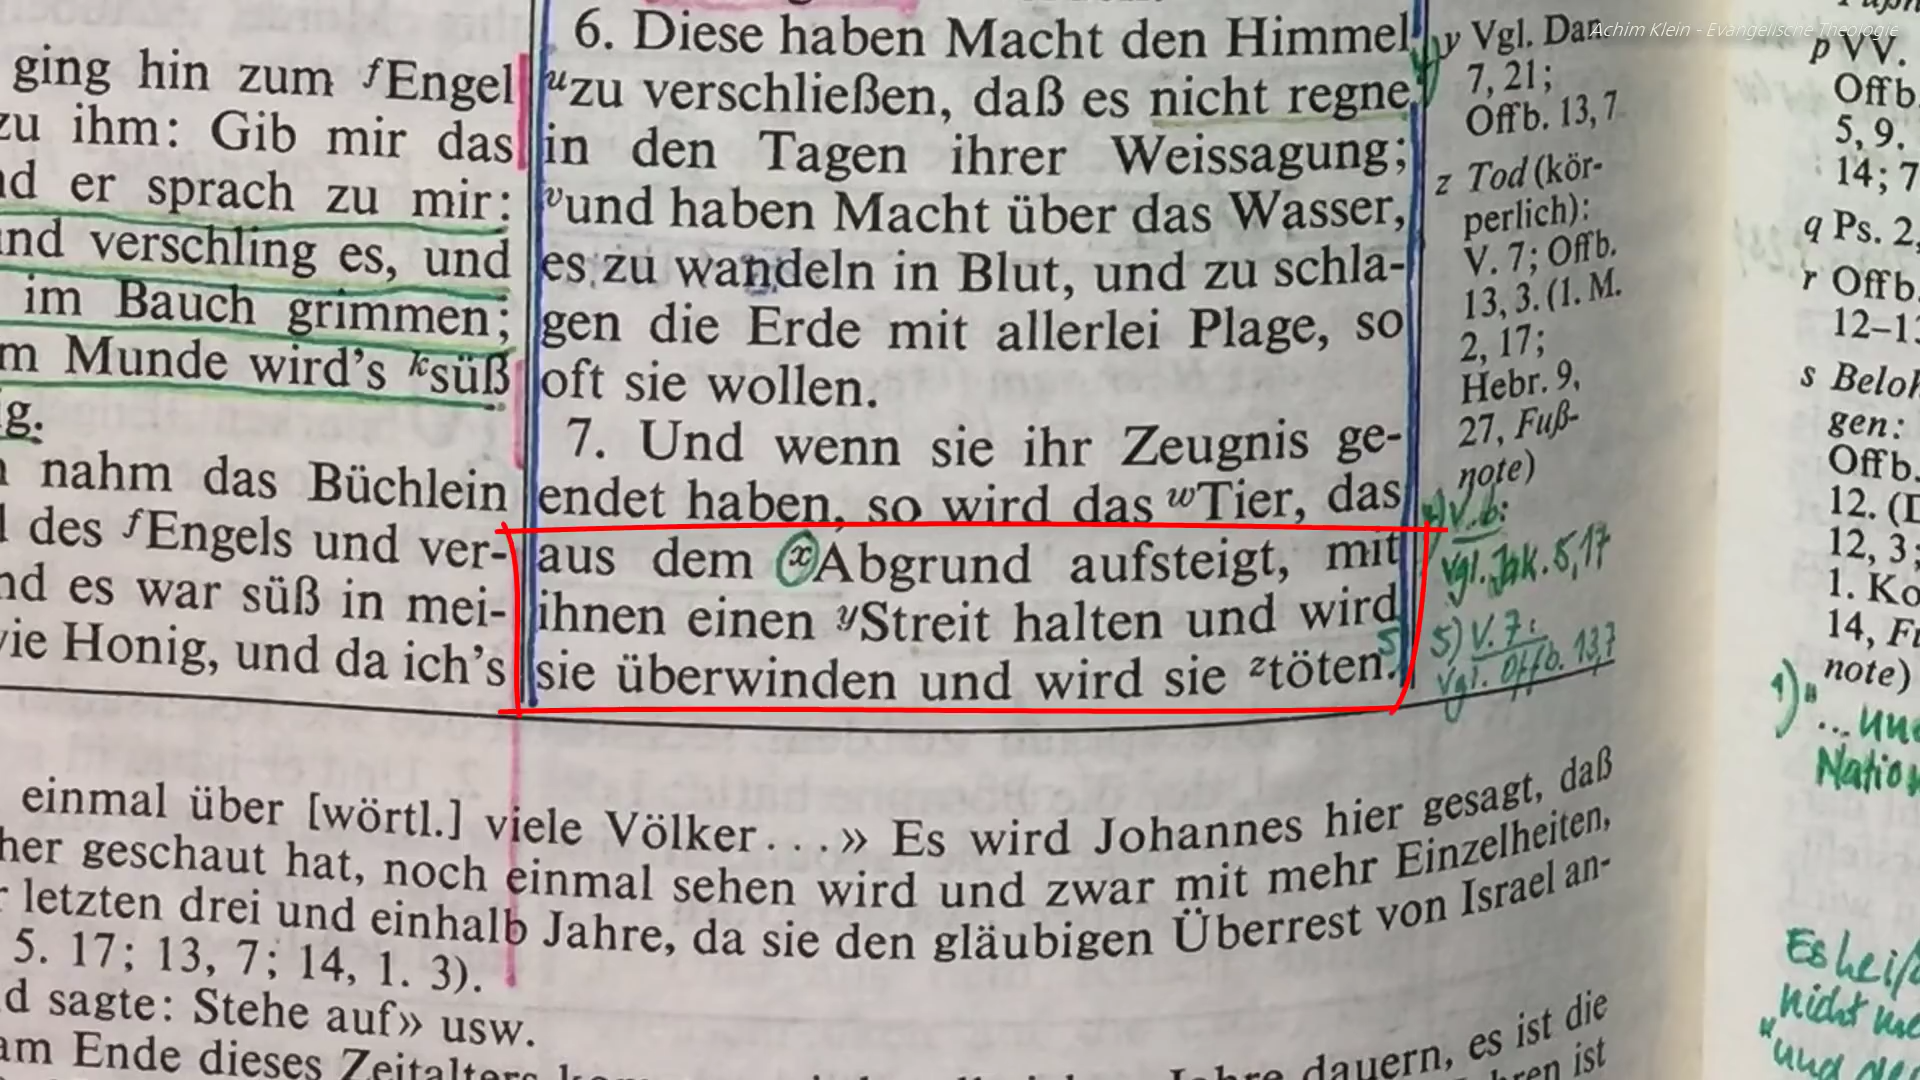 Achim Klein - Evangelische Theologie
ging hin zum fEngel
zu ihm: Gib mir das
er sprach zu mir:
und verschling es, und
im Bauch grimmen;
Munde wird's ksüß
nahm das Büchlein
des fEngels und ver-
es war süß in mei-
wie Honig, und da ich's
6. Diese haben Macht den Himmel
uzu verschließen, daß es nicht regne
in den Tagen ihrer Weissagung;
vund haben Macht über das Wasser,
es zu wandeln in Blut, und zu schla-
gen die Erde mit allerlei Plage, so
oft sie wollen.
7. Und wenn sie ihr Zeugnis ge-
endet haben, so wird das wTier, das
aus dem xAbgrund aufsteigt, mit
ihnen einen yStreit halten und wird
sie überwinden und wird sie ztöten. 5
y Vgl. Dan.
7, 21;
Offb. 13, 7
z Tod (kör-
perlich):
V. 7; Offb.
13, 3. (1. M.
2, 17;
Hebr. 9,
27, Fuß-
note)
V. 6:
Vgl. Jak. 5,17
5) V. 7:
Vgl. Offb. 13,7
einmal über [wörtl.] viele Völker...» Es wird Johannes hier gesagt, daß
geschaut hat, noch einmal sehen wird und zwar mit mehr Einzelheiten,
letzten drei und einhalb Jahre, da sie den gläubigen Überrest von Israel an-
5. 17; 13, 7; 14, 1. 3).
sagte: Stehe auf» usw.
am Ende dieses Zeitalters
Jahre dauern, es ist die
ist
p VV.
Offb.
5, 9.
14; 7
q Ps. 2,
r Offb.
12–1
s
gen:
Offb.
12.
12, 3;
1.
14,
note)
1) "
... und
Es
nicht
"und